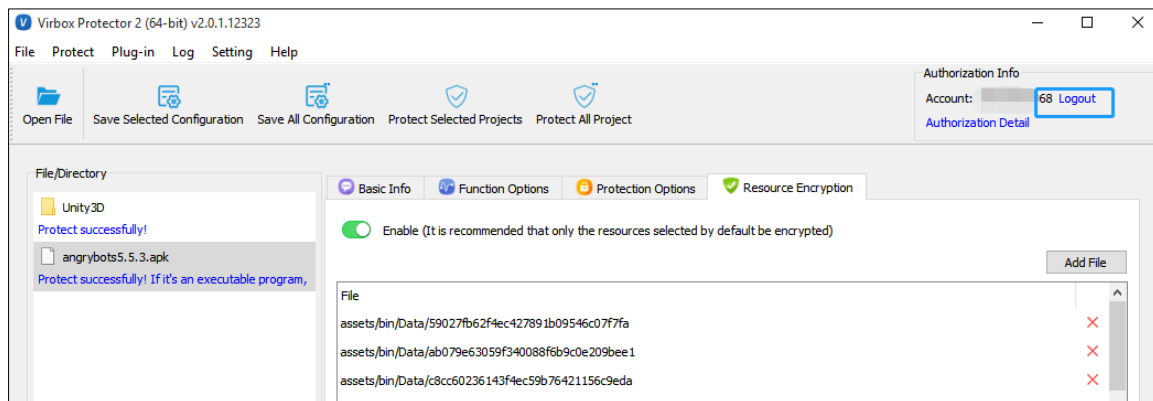 Virbox Protector 2 (64-bit) v2.0.1.12323
File Protect Plug-in Log Setting Help
Open File Save Selected Configuration Save All Configuration Protect Selected Projects Protect All Project
Authorization Info
Account: 68 Logout
Authorization Detail
File/Directory
Unity3D
Protect successfully!
angrybots5.5.3.apk
Protect successfully! If it's an executable program,
Basic Info Function Options Protection Options Resource Encryption
Enable (It is recommended that only the resources selected by default be encrypted)
Add File
File
assets/bin/Data/59027fb62f4ec427891b09546c07f7fa
assets/bin/Data/ab079e63059f340088f6b9c0e209bee1
assets/bin/Data/c8cc60236143f4ec59b76421156c9eda